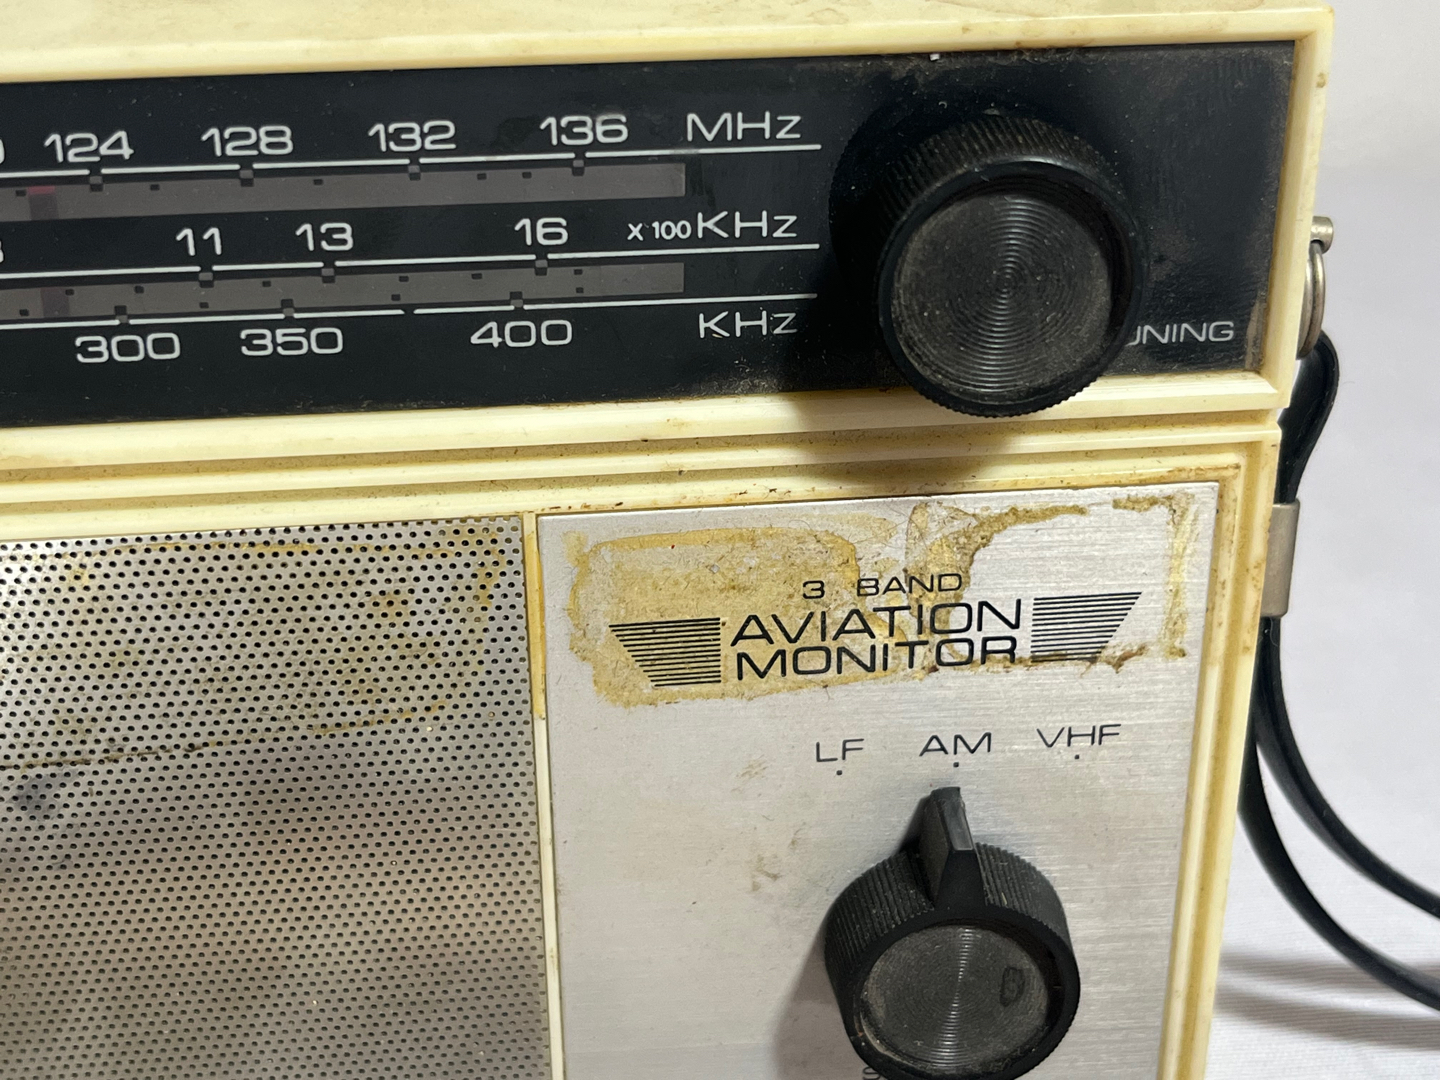 124 128 132 136 MHz
11 13 16 x 100 KHz
300 350 400 KHz
UNING
3 BAND
AVIATION
MONITOR
LF AM VHF